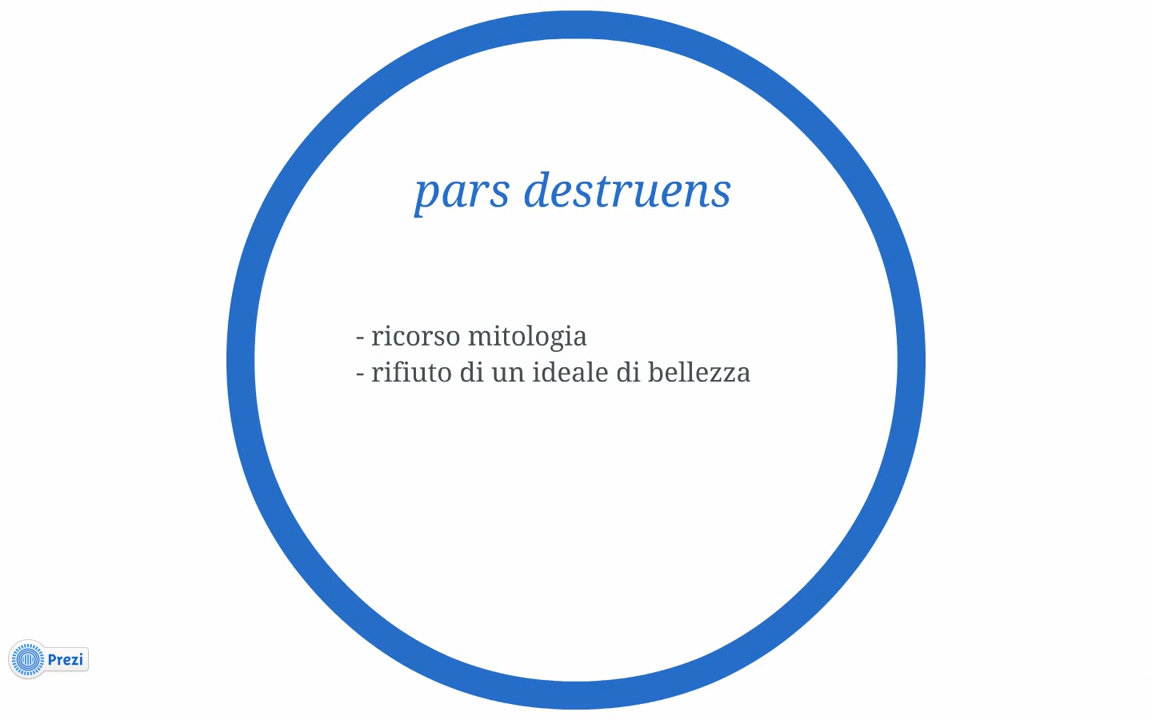 pars destruens
- ricorso mitologia
- rifiuto di un ideale di bellezza
Prezi